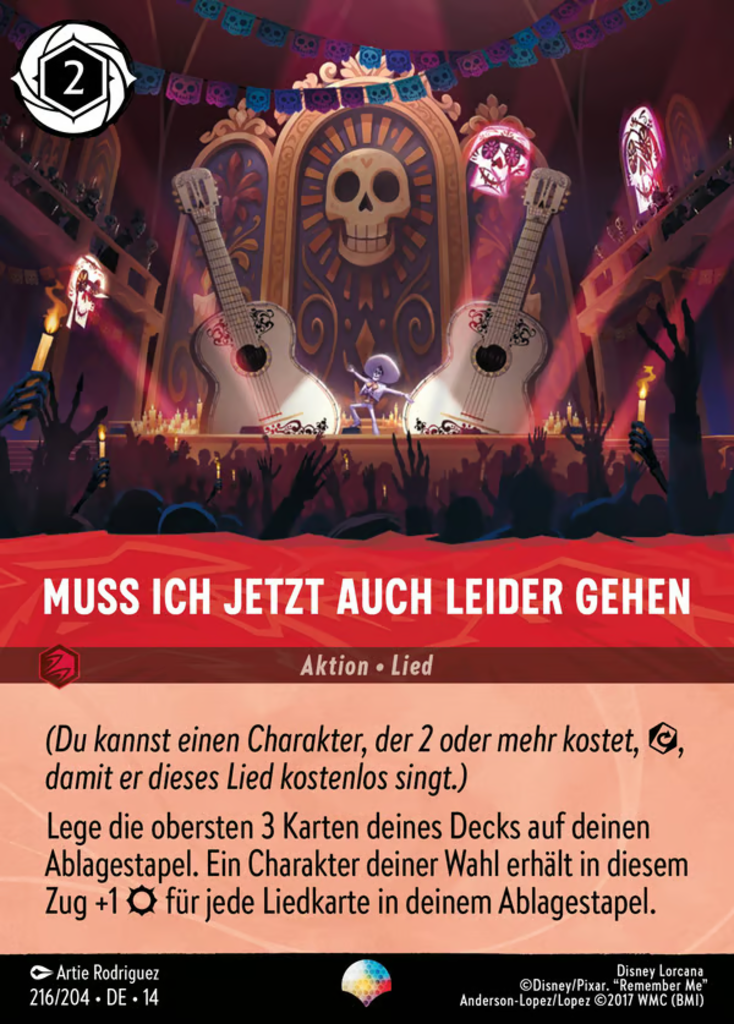 2
MUSS ICH JETZT AUCH LEIDER GEHEN
Aktion • Lied
(Du kannst einen Charakter, der 2 oder mehr kostet, ,
damit er dieses Lied kostenlos singt.)
Lege die obersten 3 Karten deines Decks auf deinen
Ablagestapel. Ein Charakter deiner Wahl erhält in diesem
Zug +1 für jede Liedkarte in deinem Ablagestapel.
Artie Rodriguez
216/204 • DE • 14
Disney Lorcana
©Disney/Pixar. “Remember Me”
Anderson-Lopez/Lopez ©2017 WMC (BMI)